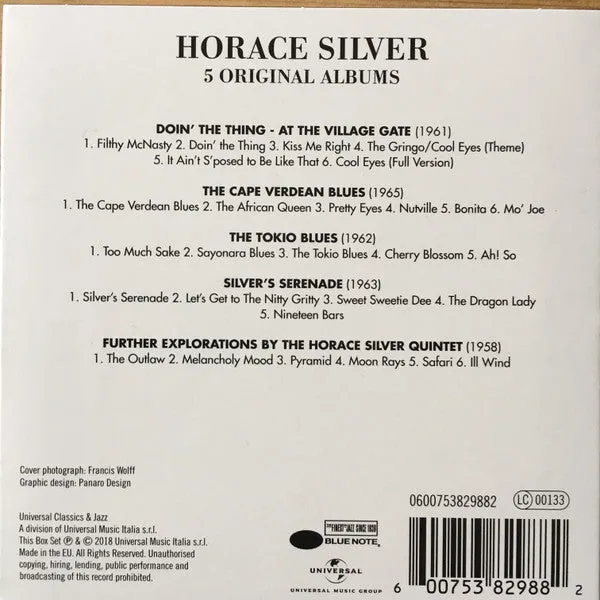 HORACE SILVER
5 ORIGINAL ALBUMS
DOIN' THE THING - AT THE VILLAGE GATE (1961)
1. Filthy McNasty 2. Doin' the Thing 3. Kiss Me Right 4. The Gringo/Cool Eyes (Theme)
5. It Ain't S'posed to Be Like That 6. Cool Eyes (Full Version)
THE CAPE VERDEAN BLUES (1965)
1. The Cape Verdean Blues 2. The African Queen 3. Pretty Eyes 4. Nutville 5. Bonita 6. Mo' Joe
THE TOKIO BLUES (1962)
1. Too Much Sake 2. Sayonara Blues 3. The Tokio Blues 4. Cherry Blossom 5. Ah! So
SILVER'S SERENADE (1963)
1. Silver's Serenade 2. Let's Get to The Nitty Gritty 3. Sweet Sweetie Dee 4. The Dragon Lady
5. Nineteen Bars
FURTHER EXPLORATIONS BY THE HORACE SILVER QUINTET (1958)
1. The Outlaw 2. Melancholy Mood 3. Pyramid 4. Moon Rays 5. Safari 6. Ill Wind
Cover photograph: Francis Wolff
Graphic design: Panaro Design
Universal Classics & Jazz
A division of Universal Music Italia s.r.l.
This Box Set ℗ & © 2018 Universal Music Italia s.r.l.
Made in the EU. All Rights Reserved. Unauthorised
copying, hiring, lending, public performance and
broadcasting of this record prohibited.
THE FINEST IN JAZZ SINCE 1939
BLUE NOTE
UNIVERSAL
UNIVERSAL MUSIC GROUP
0600753829882
LC 00133
6 00753 82988 2